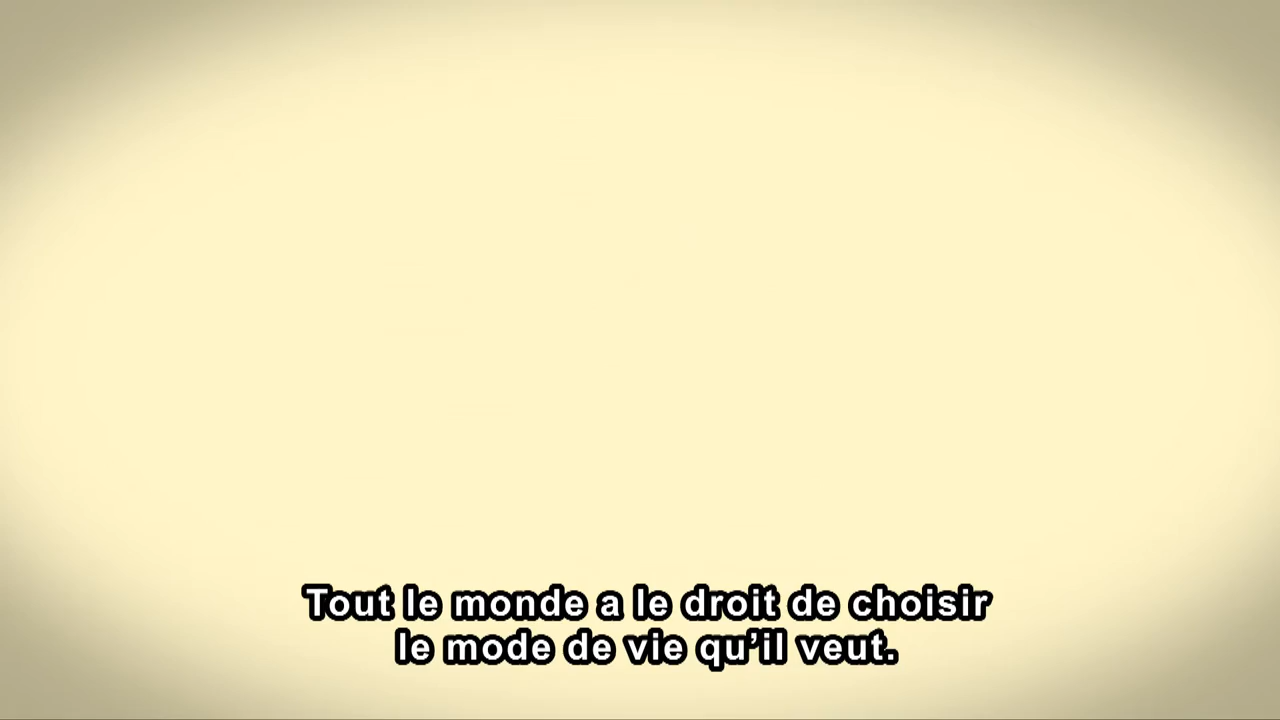 Tout le monde a le droit de choisir
le mode de vie qu’il veut.